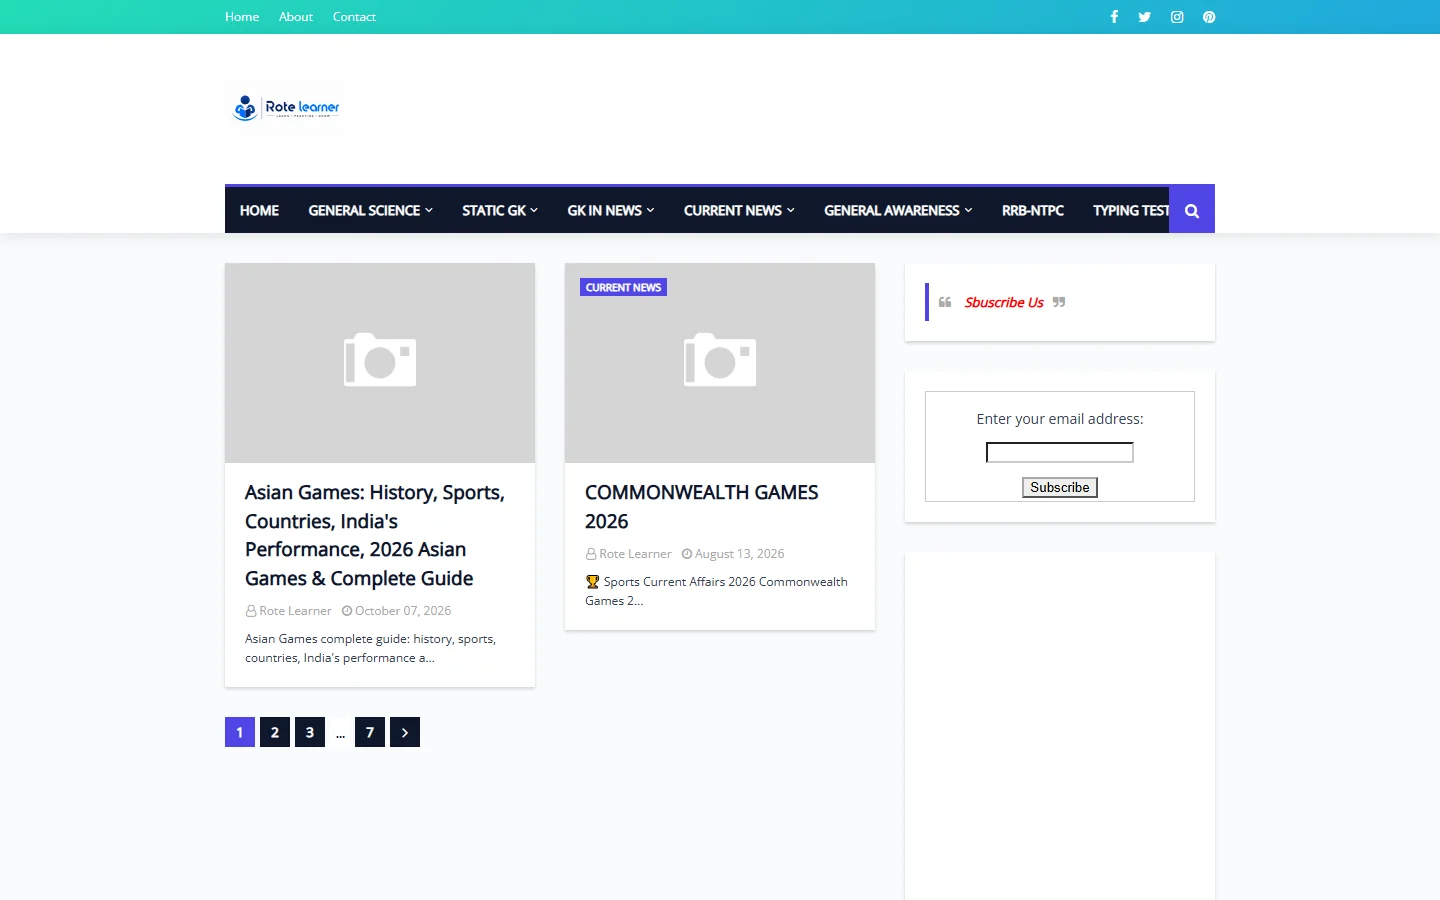 Home About Contact
Rote learner
HOME GENERAL SCIENCE STATIC GK GK IN NEWS CURRENT NEWS GENERAL AWARENESS RRB-NTPC TYPING TEST
Asian Games: History, Sports,
Countries, India's
Performance, 2026 Asian
Games & Complete Guide
Rote Learner October 07, 2026
Asian Games complete guide: history, sports,
countries, India's performance a...
CURRENT NEWS
COMMONWEALTH GAMES
2026
Rote Learner August 13, 2026
🏆 Sports Current Affairs 2026 Commonwealth
Games 2...
1 2 3 ... 7
❝ Sbuscribe Us ❞
Enter your email address:
Subscribe